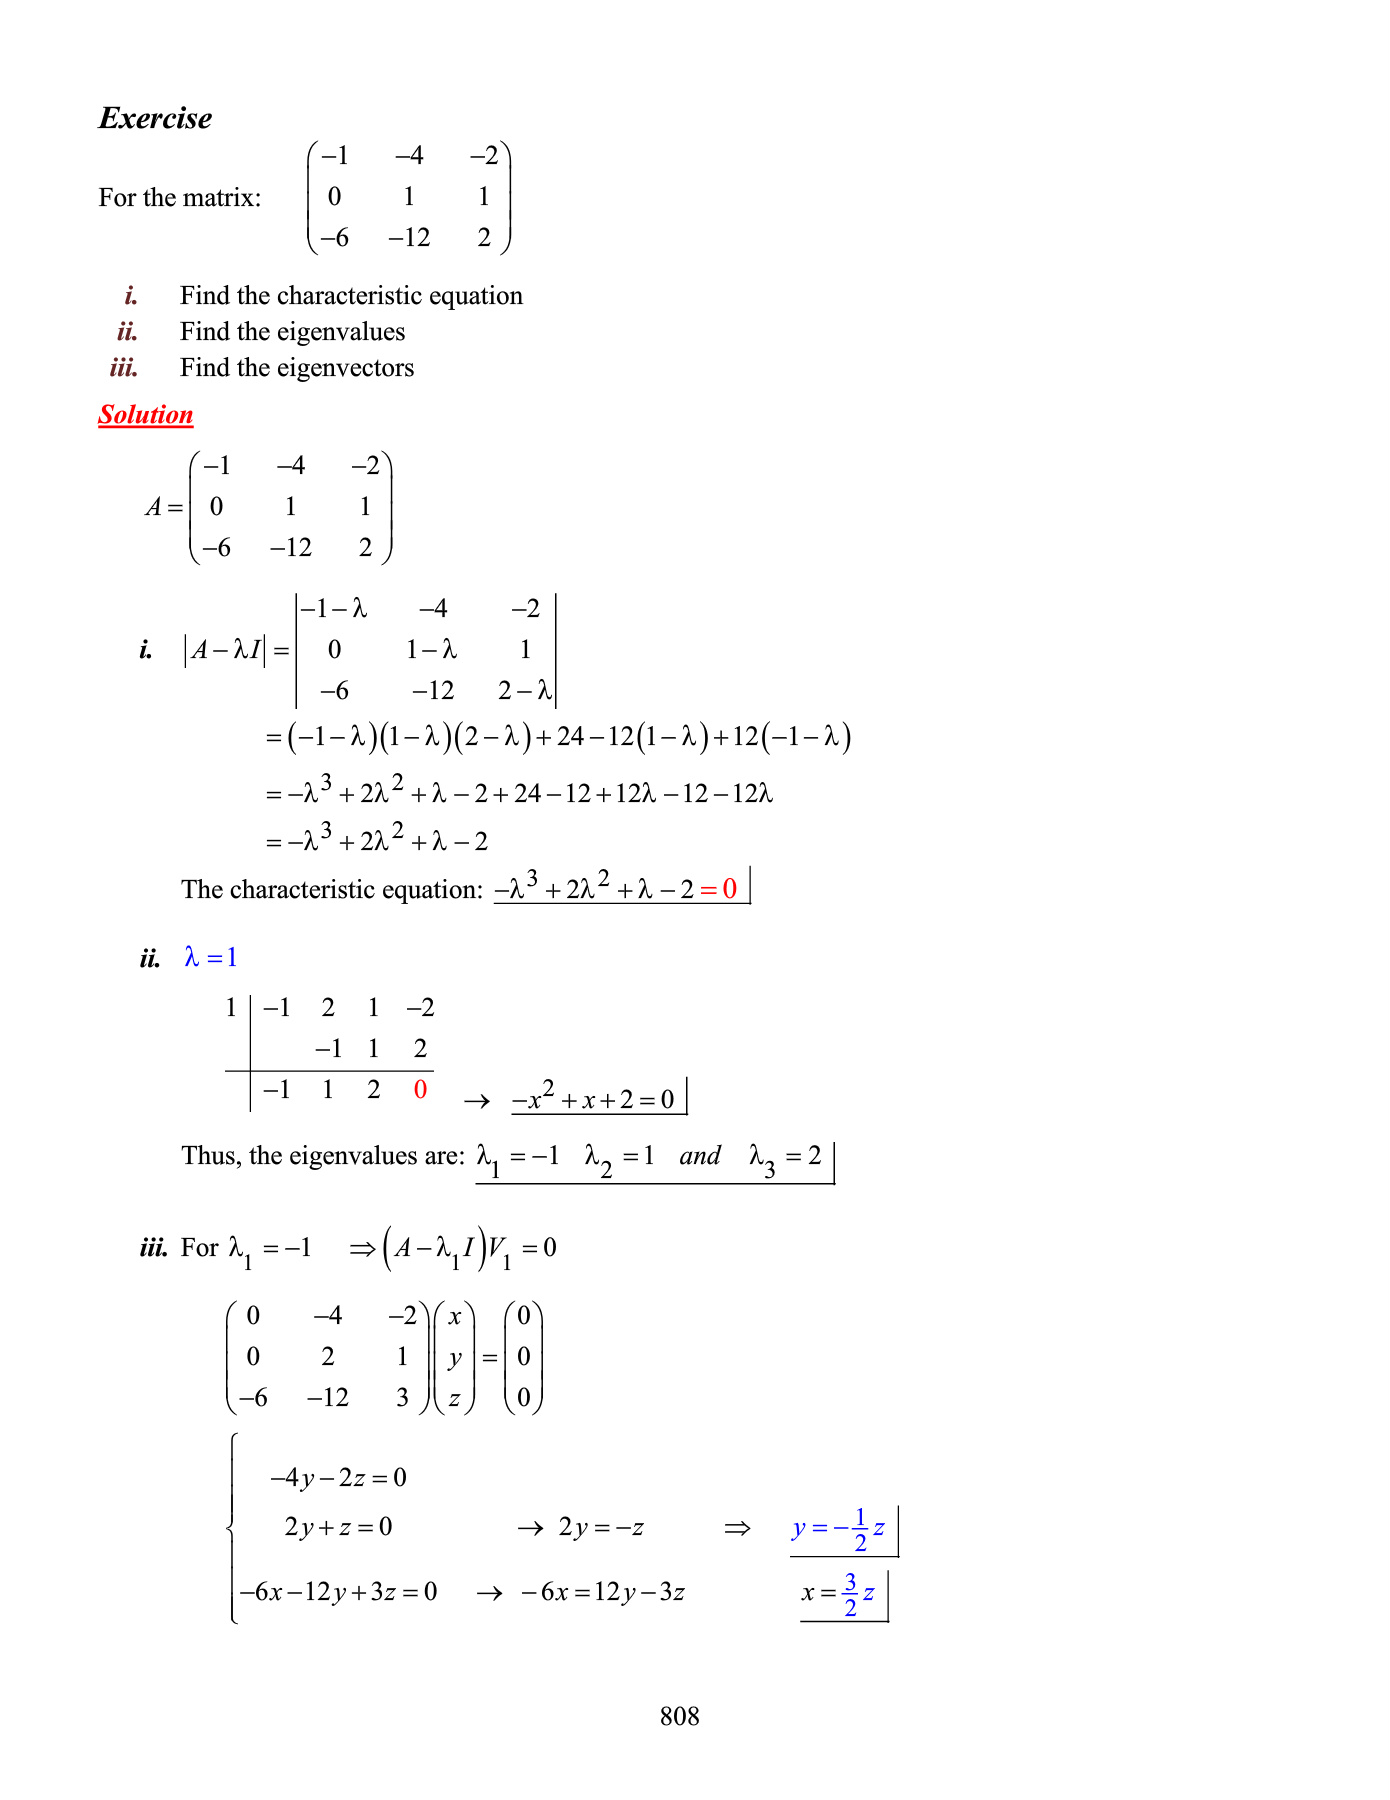 Exercise
For the matrix: $\begin{pmatrix} -1 & -4 & -2 \\ 0 & 1 & 1 \\ -6 & -12 & 2 \end{pmatrix}$
i. Find the characteristic equation
ii. Find the eigenvalues
iii. Find the eigenvectors
Solution
$A = \begin{pmatrix} -1 & -4 & -2 \\ 0 & 1 & 1 \\ -6 & -12 & 2 \end{pmatrix}$
i. $|A - \lambda I| = \begin{vmatrix} -1-\lambda & -4 & -2 \\ 0 & 1-\lambda & 1 \\ -6 & -12 & 2-\lambda \end{vmatrix}$
$= (-1-\lambda)(1-\lambda)(2-\lambda) + 24 - 12(1-\lambda) + 12(-1-\lambda)$
$= -\lambda^3 + 2\lambda^2 + \lambda - 2 + 24 - 12 + 12\lambda - 12 - 12\lambda$
$= -\lambda^3 + 2\lambda^2 + \lambda - 2$
The characteristic equation: $-\lambda^3 + 2\lambda^2 + \lambda - 2 = 0$
ii. $\lambda = 1$
1 | −1 2 1 −2
−1 1 2
−1 1 2 0 → $-x^2 + x + 2 = 0$
Thus, the eigenvalues are: $\lambda_1 = -1 \quad \lambda_2 = 1 \quad and \quad \lambda_3 = 2$
iii. For $\lambda_1 = -1 \quad \Rightarrow (A - \lambda_1 I)V_1 = 0$
$\begin{pmatrix} 0 & -4 & -2 \\ 0 & 2 & 1 \\ -6 & -12 & 3 \end{pmatrix}\begin{pmatrix} x \\ y \\ z \end{pmatrix} = \begin{pmatrix} 0 \\ 0 \\ 0 \end{pmatrix}$
$-4y - 2z = 0$
$2y + z = 0 \quad \rightarrow 2y = -z \quad \Rightarrow \quad y = -\frac{1}{2}z$
$-6x - 12y + 3z = 0 \quad \rightarrow -6x = 12y - 3z \quad x = \frac{3}{2}z$
808